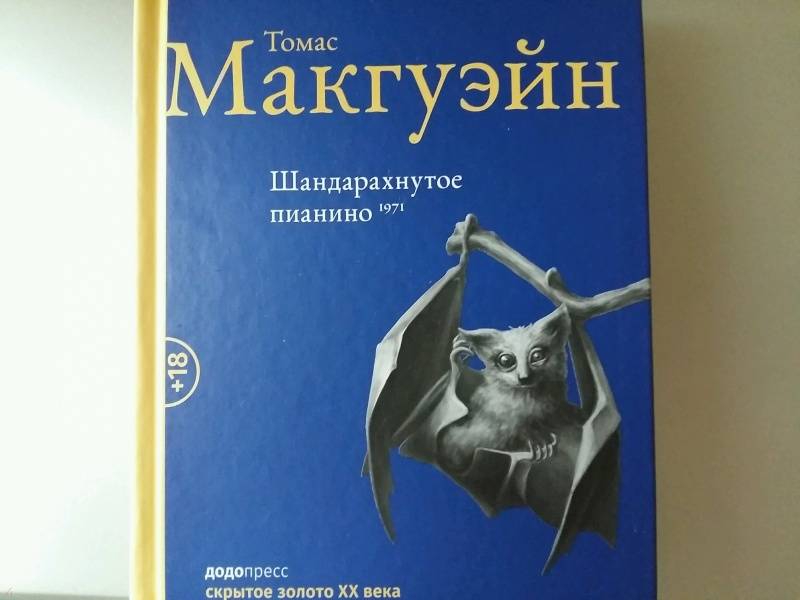 Томас
Макгуэйн
Шандарахнутое
пианино 1971
+18
додопресс
скрытое золото XX века